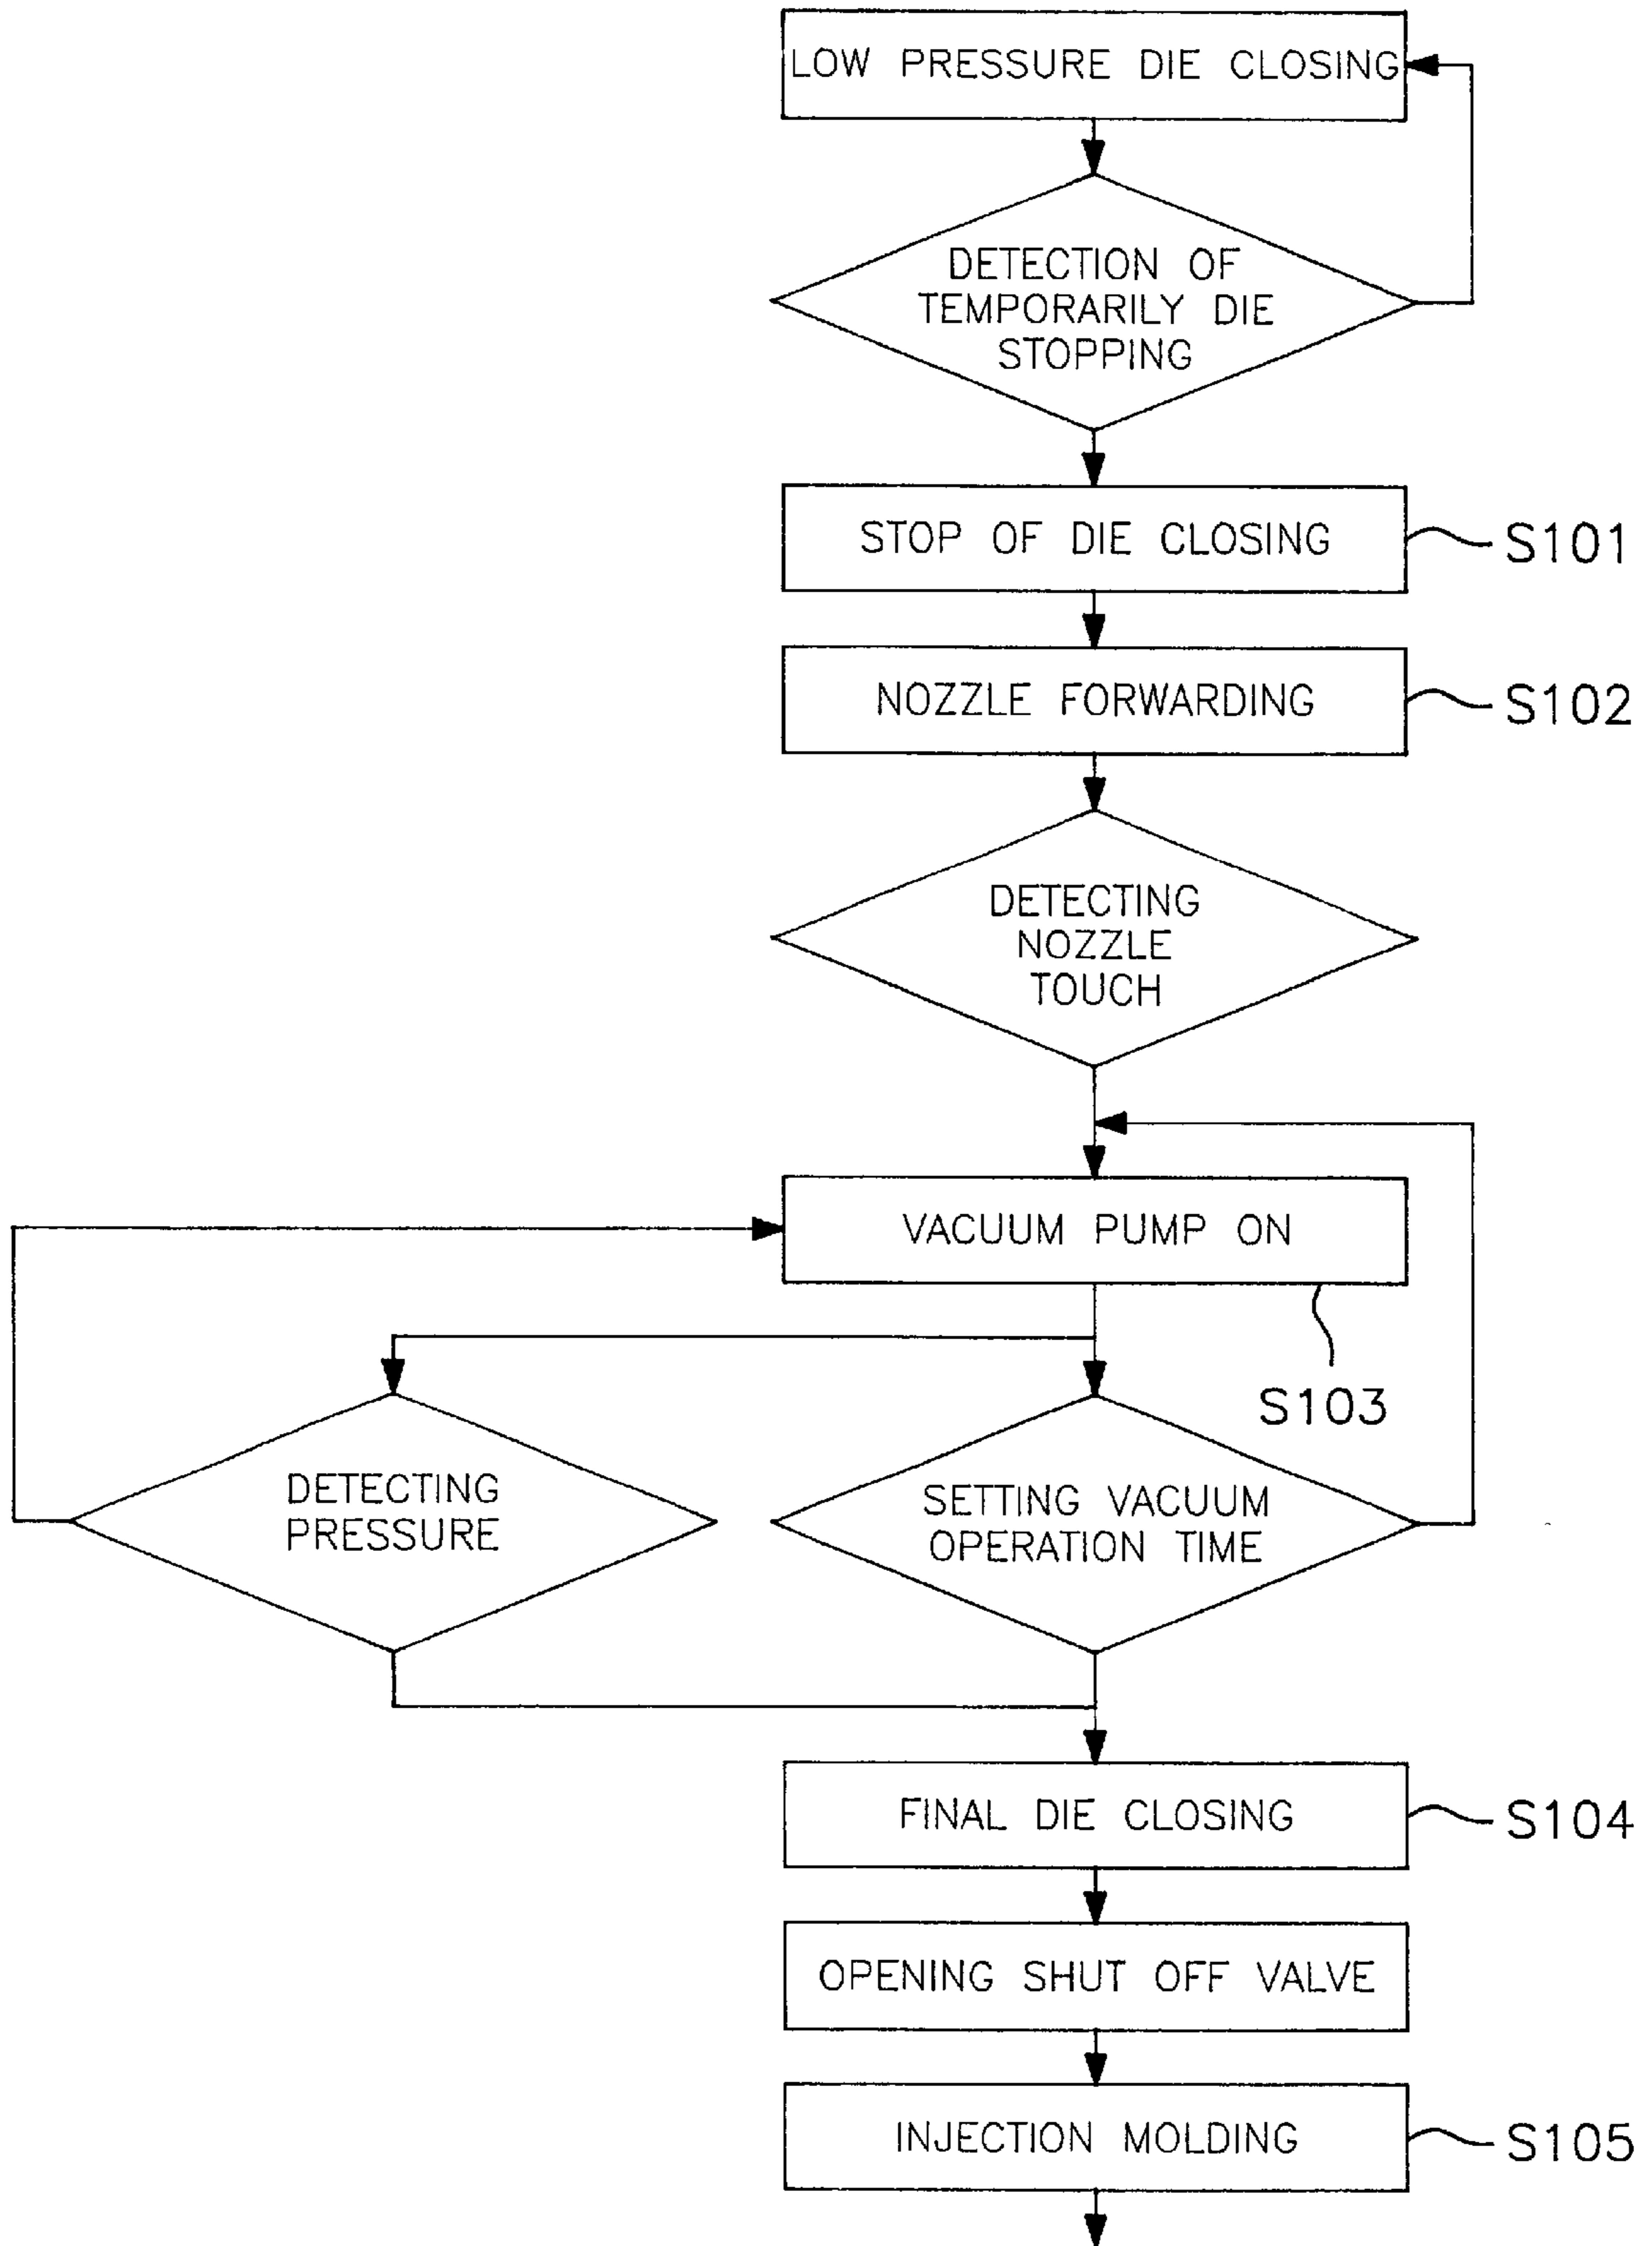 LOW PRESSURE DIE CLOSING
DETECTION OF
TEMPORARILY DIE
STOPPING
STOP OF DIE CLOSING
S101
NOZZLE FORWARDING
S102
DETECTING
NOZZLE
TOUCH
VACUUM PUMP ON
S103
DETECTING
PRESSURE
SETTING VACUUM
OPERATION TIME
FINAL DIE CLOSING
S104
OPENING SHUT OFF VALVE
INJECTION MOLDING
S105